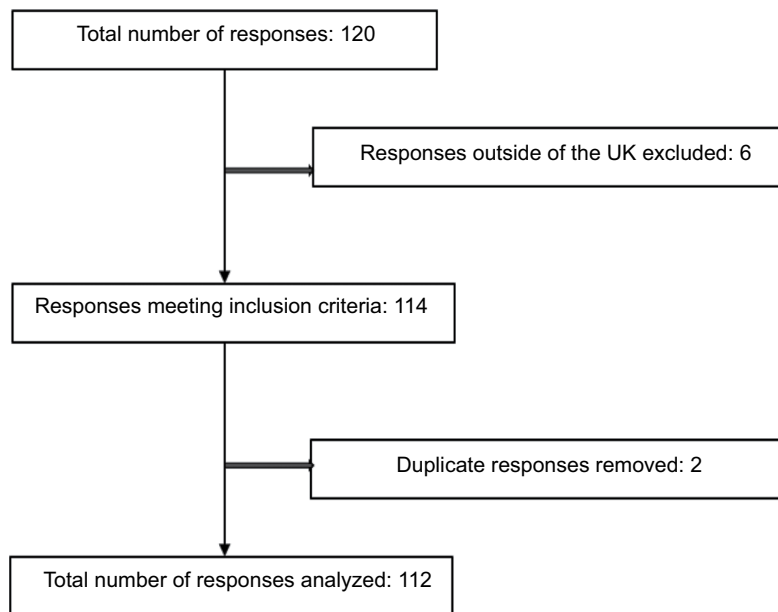 Total number of responses: 120
Responses outside of the UK excluded: 6
Responses meeting inclusion criteria: 114
Duplicate responses removed: 2
Total number of responses analyzed: 112